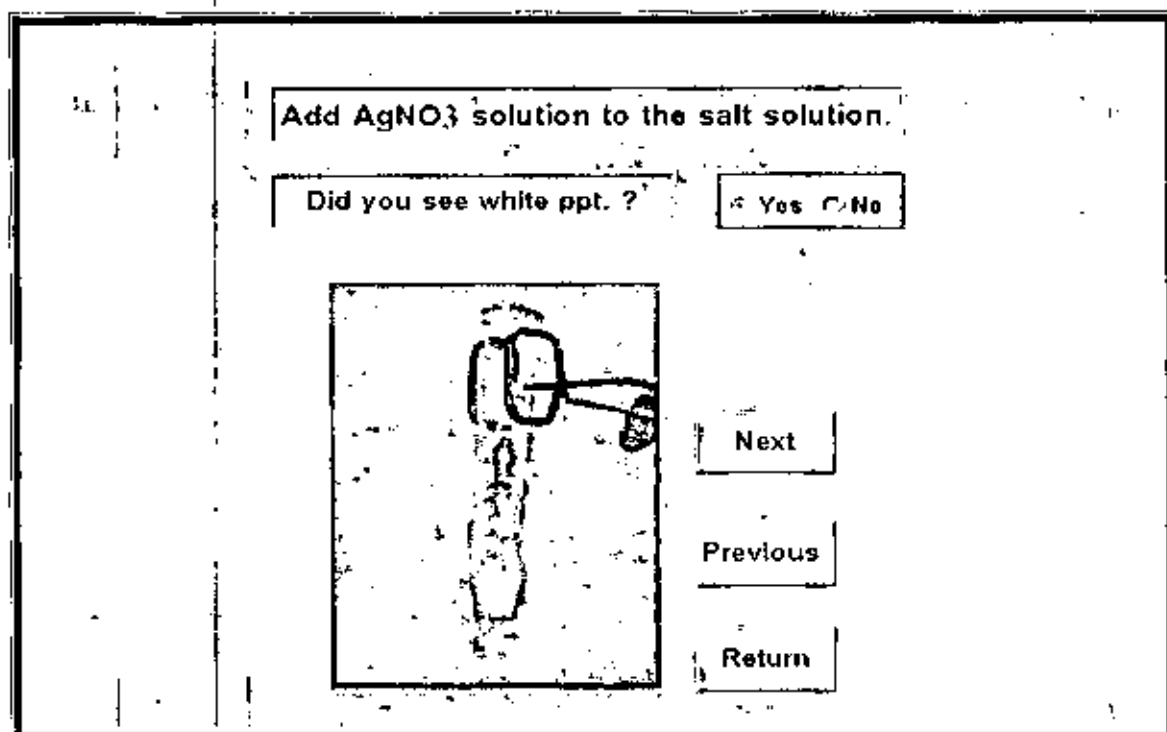 Add AgNO3 solution to the salt solution.
Did you see white ppt. ?
Yes No
Next
Previous
Return